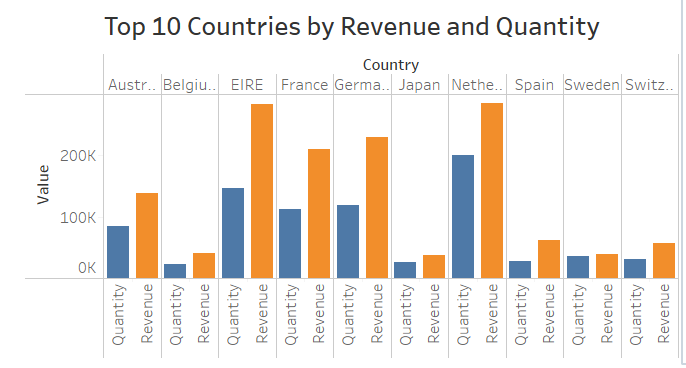 Top 10 Countries by Revenue and Quantity
Country
Austr.. Belgiu.. EIRE France Germa.. Japan Nethe.. Spain Sweden Switz..
Value
200K
100K
0K
Quantity Revenue Quantity Revenue Quantity Revenue Quantity Revenue Quantity Revenue Quantity Revenue Quantity Revenue Quantity Revenue Quantity Revenue Quantity Revenue